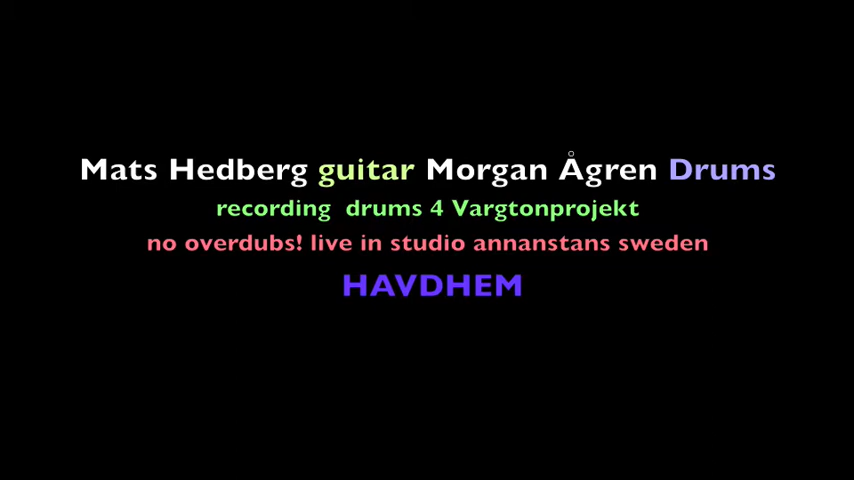 Mats Hedberg guitar Morgan Ågren Drums
recording drums 4 Vargtonprojekt
no overdubs! live in studio annanstans sweden
HAVDHEM